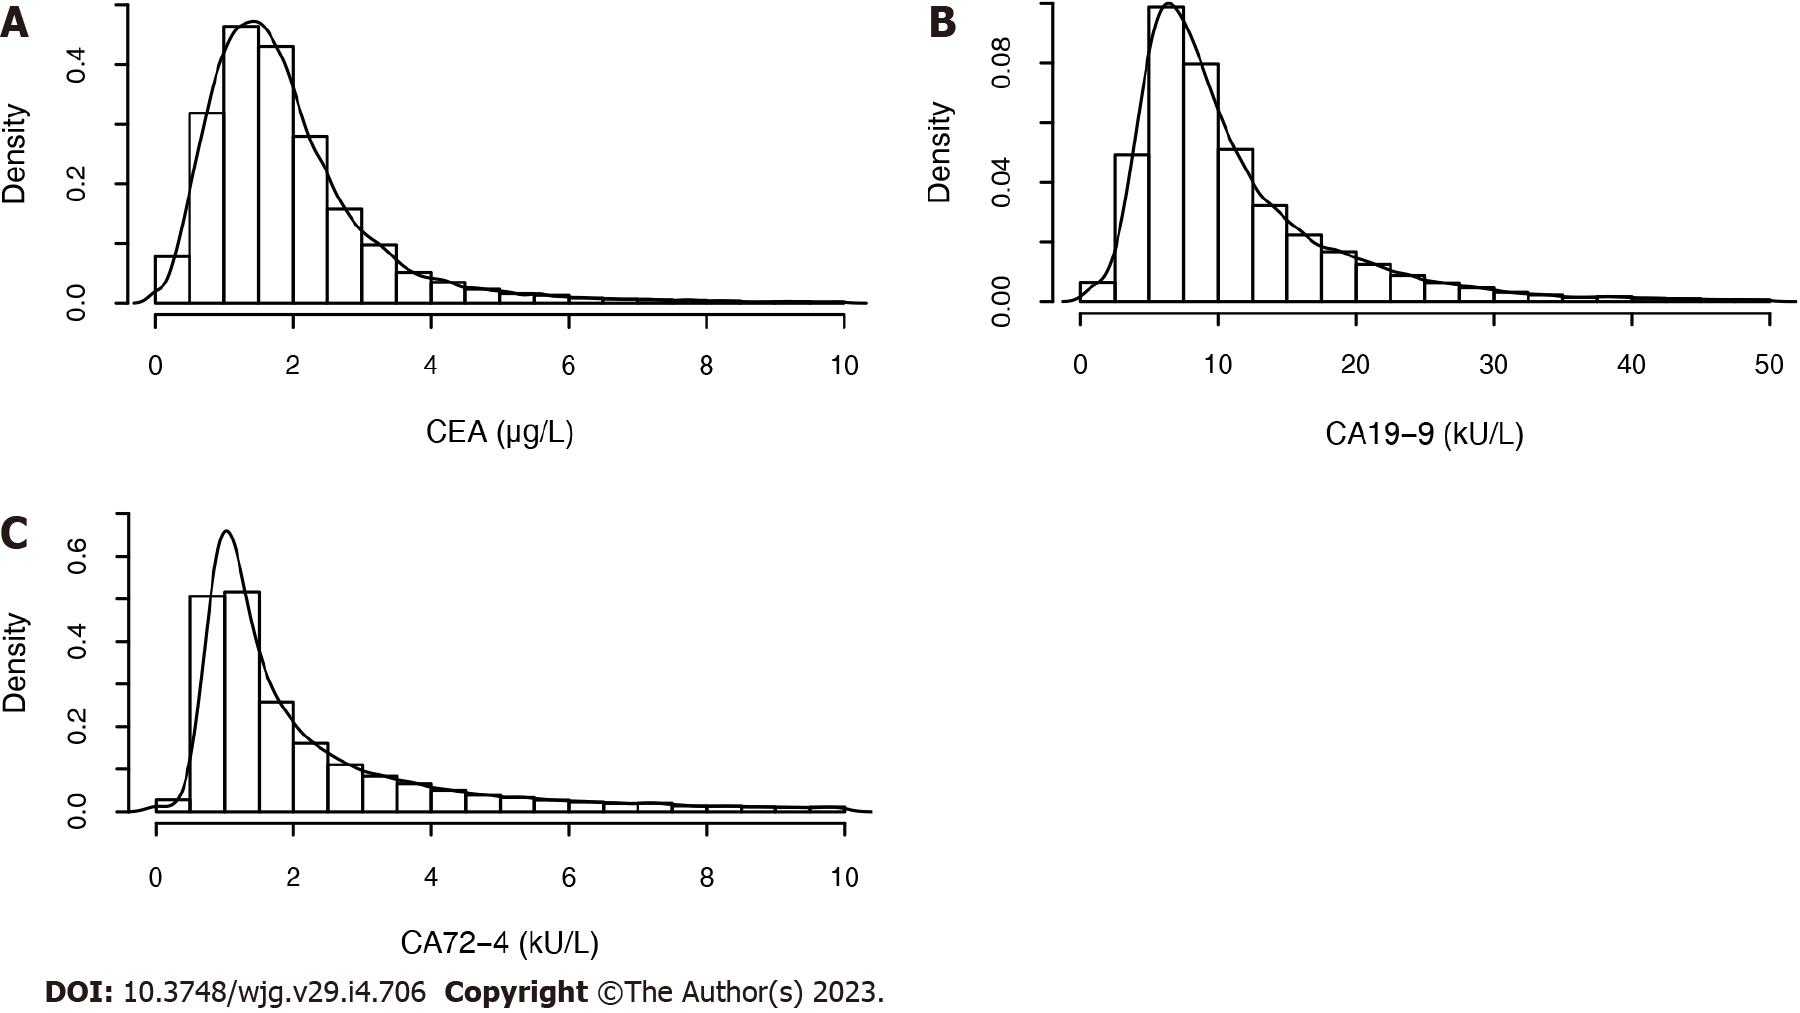 A
Density
0.0
0.2
0.4
0 2 4 6 8 10
CEA (µg/L)
B
Density
0.00
0.04
0.08
0 10 20 30 40 50
CA19−9 (kU/L)
C
Density
0.0
0.2
0.4
0.6
0 2 4 6 8 10
CA72−4 (kU/L)
DOI: 10.3748/wjg.v29.i4.706 Copyright ©The Author(s) 2023.